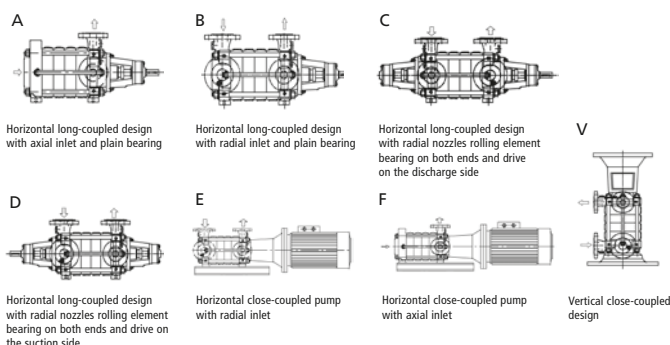 A
Horizontal long-coupled design
with axial inlet and plain bearing
B
Horizontal long-coupled design
with radial inlet and plain bearing
C
Horizontal long-coupled design
with radial nozzles rolling element
bearing on both ends and drive
on the discharge side
V
Vertical close-coupled
design
D
Horizontal long-coupled design
with radial nozzles rolling element
bearing on both ends and drive on
the suction side
E
Horizontal close-coupled pump
with radial inlet
F
Horizontal close-coupled pump
with axial inlet